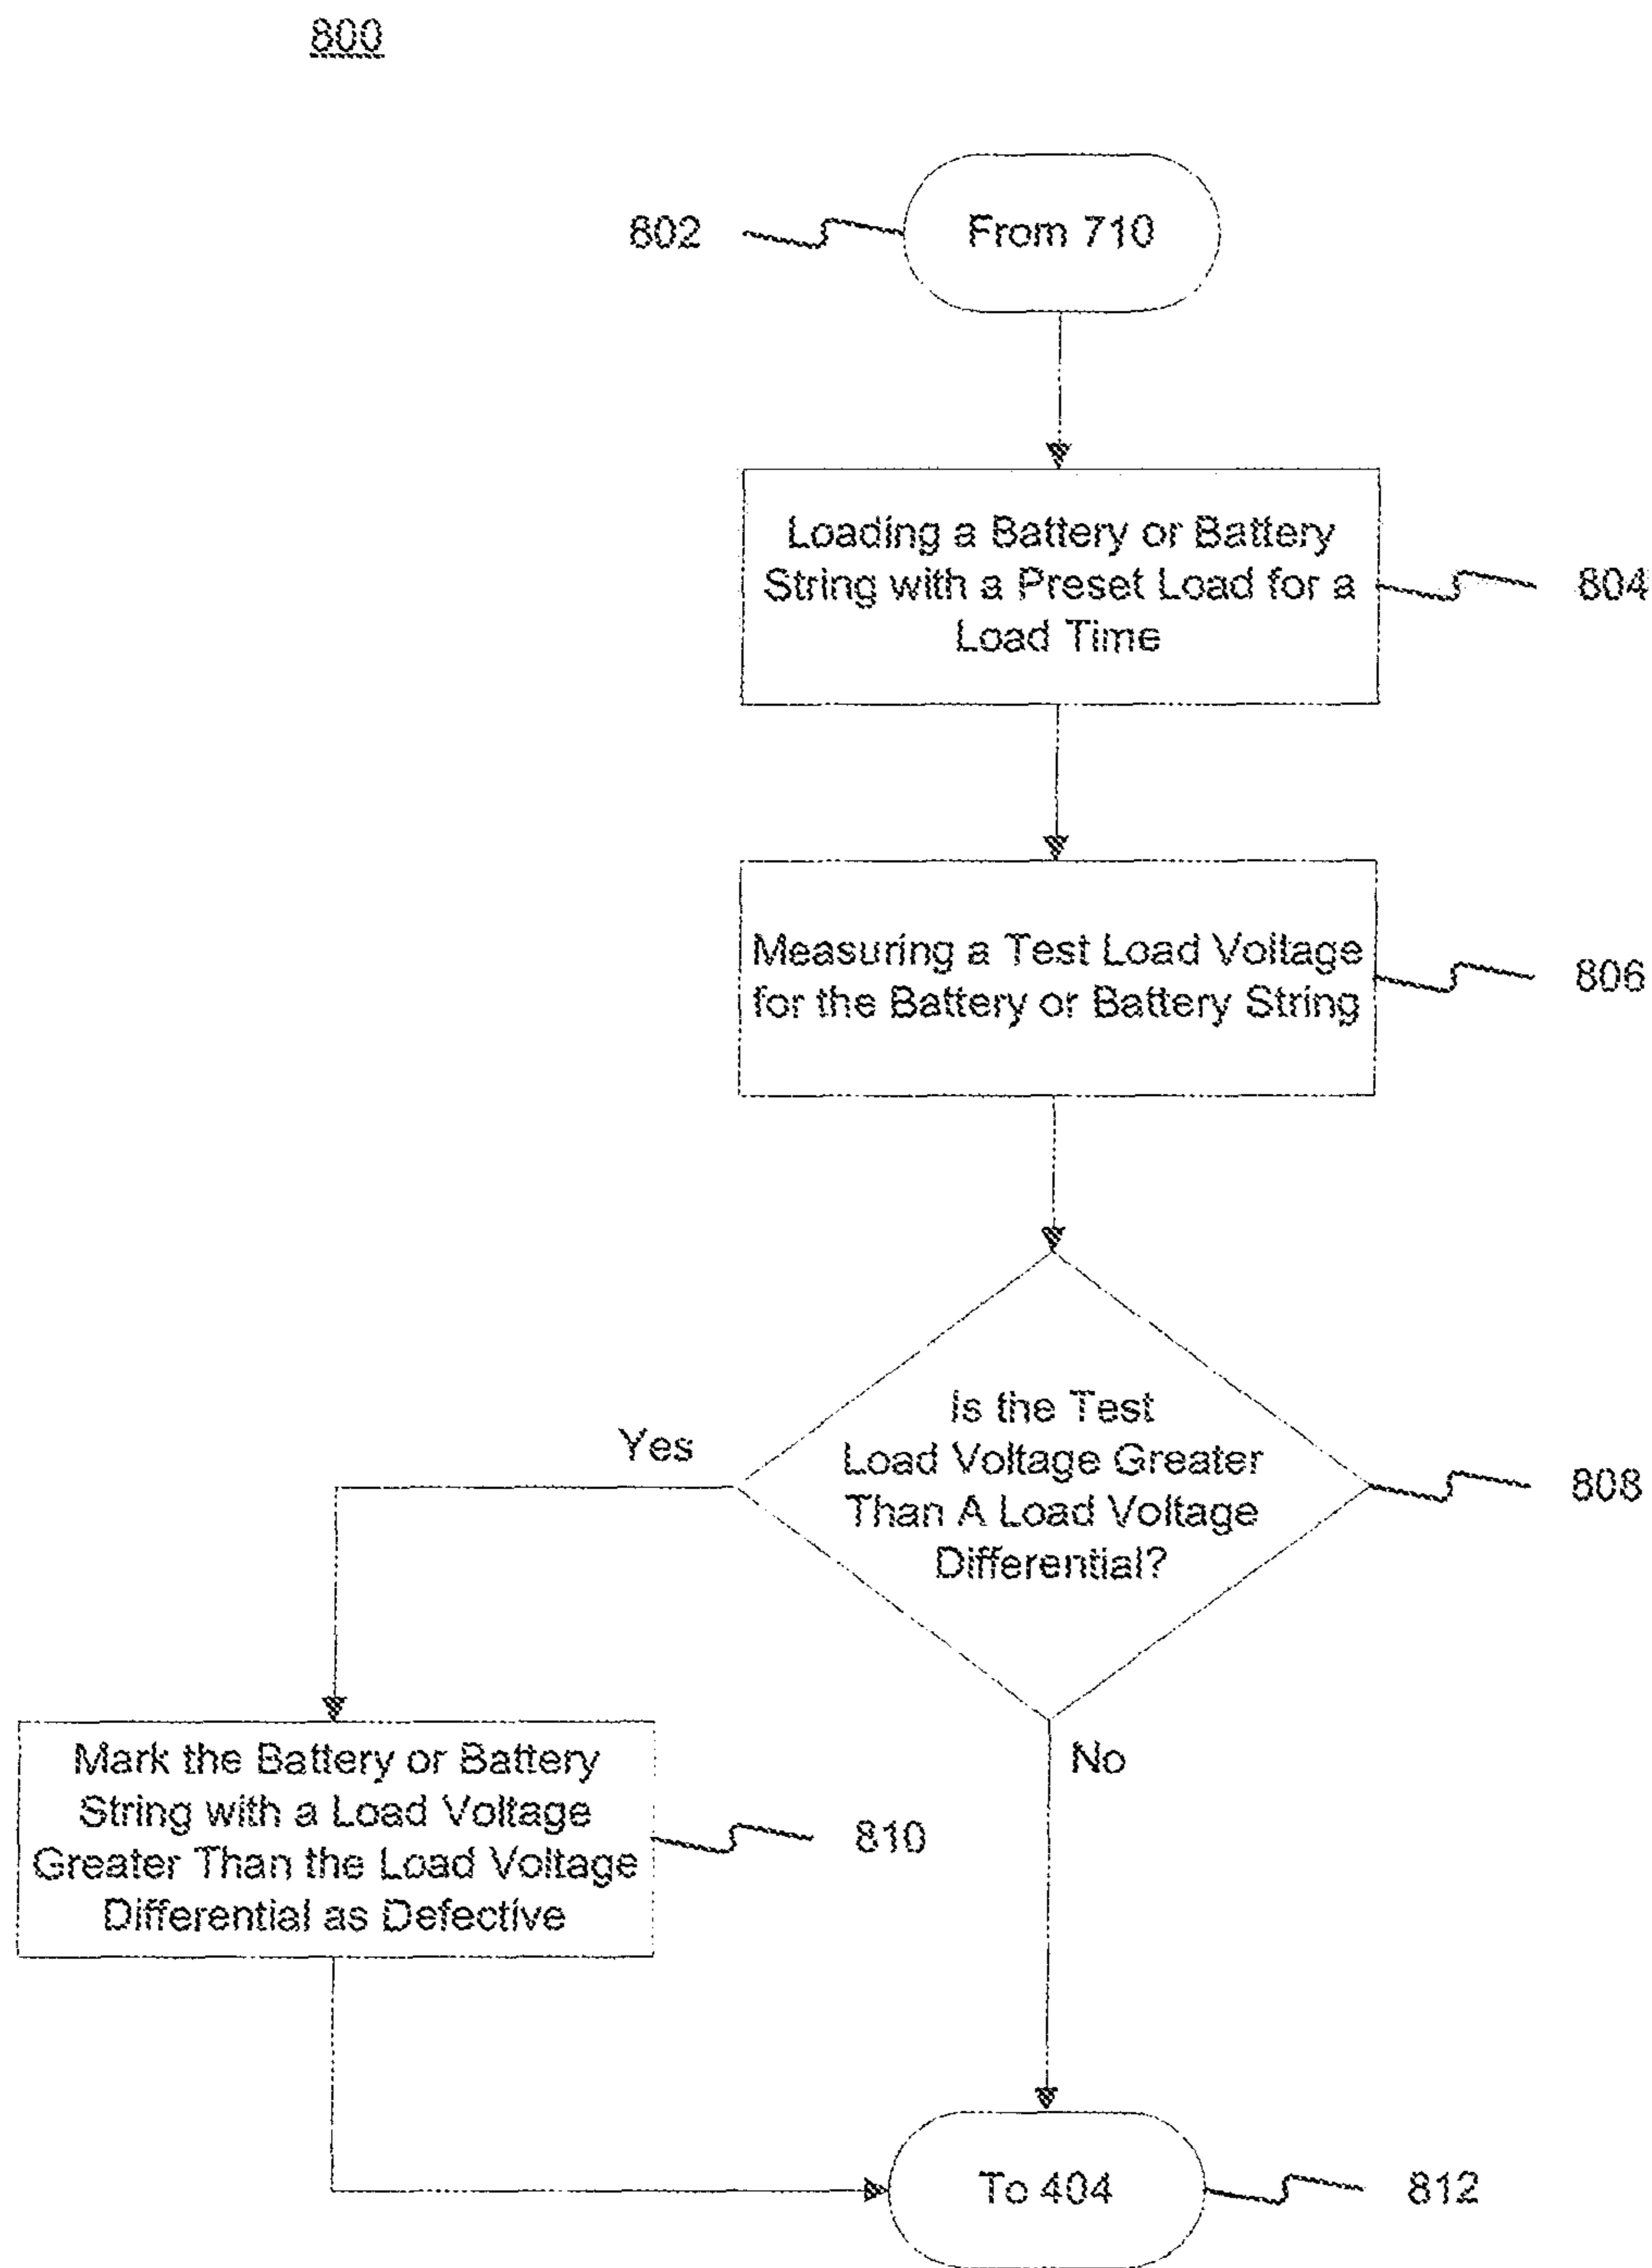 800
802
From 710
Loading a Battery or Battery
String with a Preset Load for a
Load Time
804
Measuring a Test Load Voltage
for the Battery or Battery String
806
Is the Test
Load Voltage Greater
Than A Load Voltage
Differential?
Yes
808
No
Mark the Battery or Battery
String with a Load Voltage
Greater Than the Load Voltage
Differential as Defective
810
To 404
812